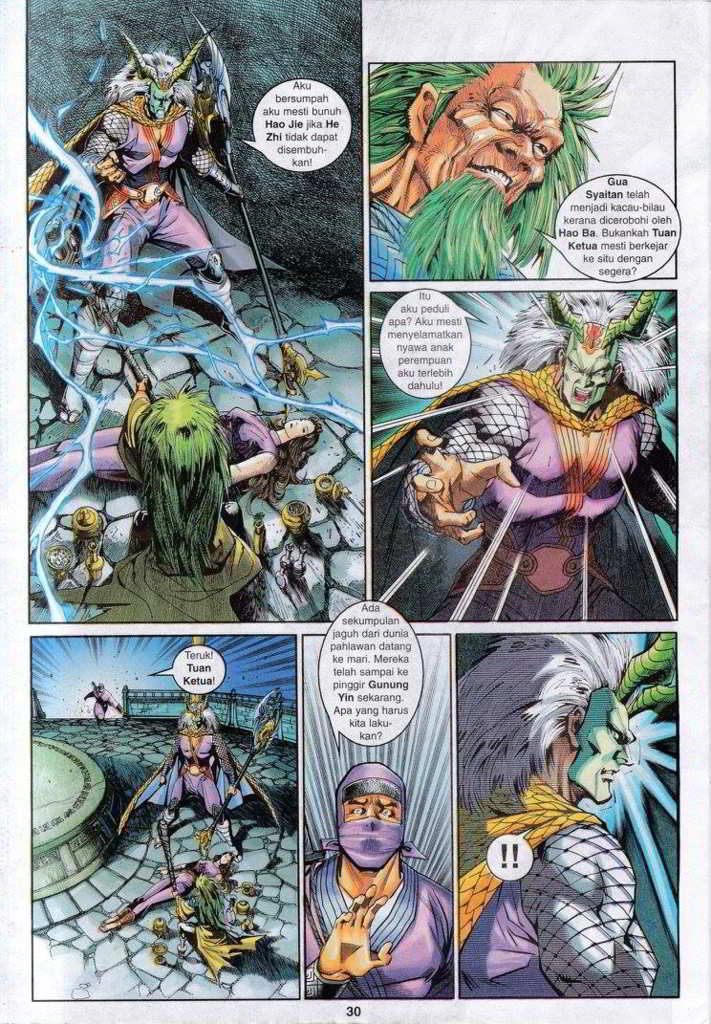 Aku
bersumpah
aku mesti bunuh
Hao Jie jika He
Zhi tidak dapat
disembuh-
kan!
Gua
Syaitan telah
menjadi kacau-bilau
kerana dicerobohi oleh
Hao Ba. Bukankah Tuan
Ketua mesti berkejar
ke situ dengan
segera?
Itu
aku peduli
apa? Aku mesti
menyelamatkan
nyawa anak
perempuan
aku terlebih
dahulu!
Teruk!
Tuan
Ketua!
Ada
sekumpulan
jaguh dari dunia
pahlawan datang
ke mari. Mereka
telah sampai ke
pinggir Gunung
Yin sekarang.
Apa yang harus
kita laku-
kan?
!!
30